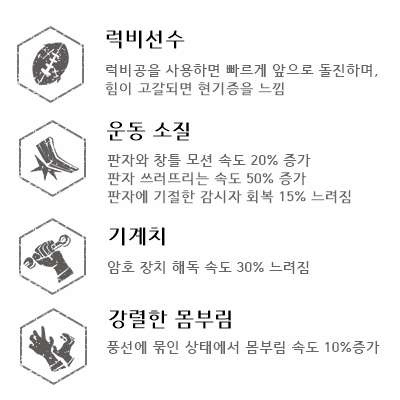 럭비선수
럭비공을 사용하면 빠르게 앞으로 돌진하며,
힘이 고갈되면 현기증을 느낌
운동 소질
판자와 창틀 모션 속도 20% 증가
판자 쓰러뜨리는 속도 50% 증가
판자에 기절한 감시자 회복 15% 느려짐
기계치
암호 장치 해독 속도 30% 느려짐
강렬한 몸부림
풍선에 묶인 상태에서 몸부림 속도 10%증가